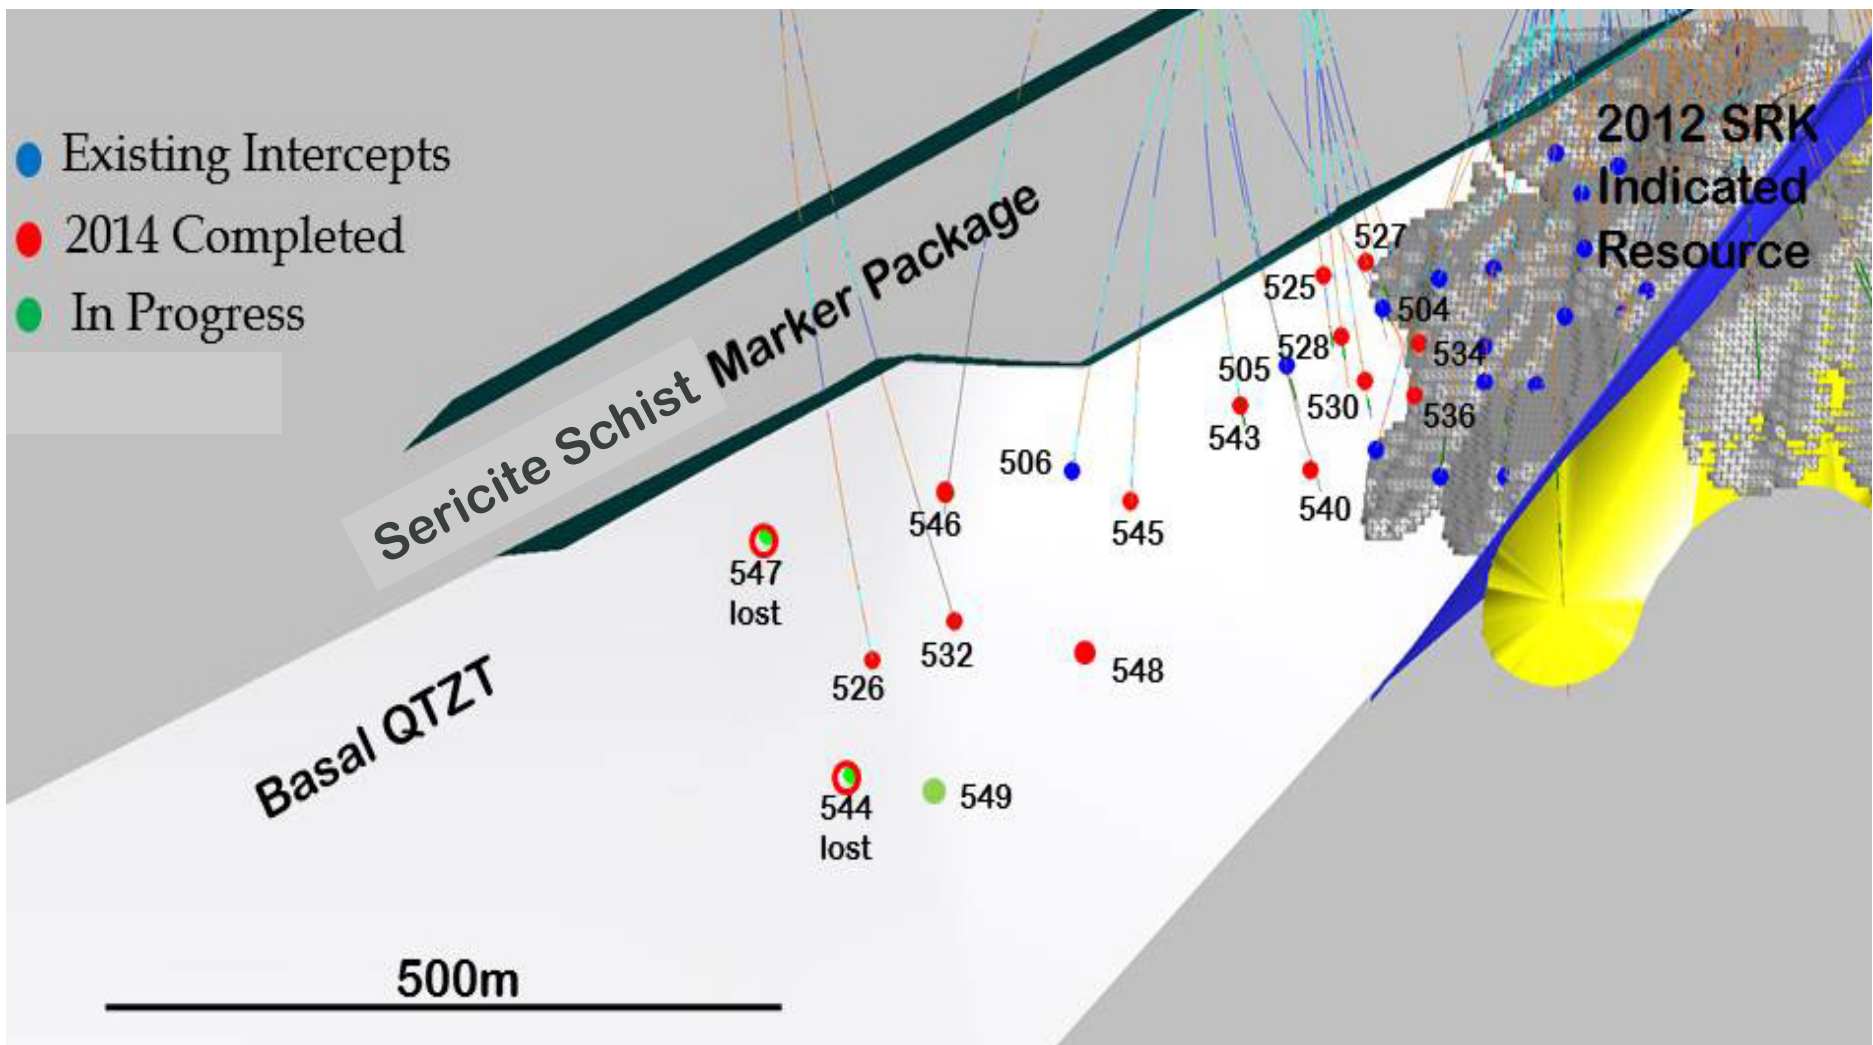 Existing Intercepts
2014 Completed
In Progress
Sericite Schist Marker Package
Basal QTZT
2012 SRK
Indicated
Resource
527
525
504
528
534
505
530
536
543
506
540
546
545
547
lost
532
548
526
544
lost
549
500m